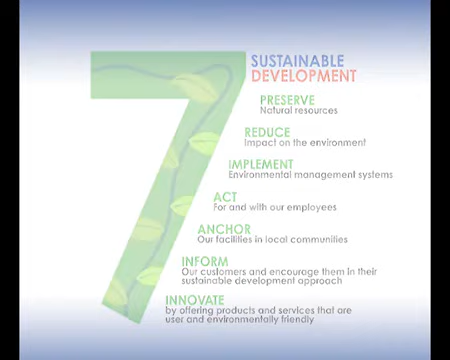 7
SUSTAINABLE
DEVELOPMENT
PRESERVE
Natural resources
REDUCE
Impact on the environment
IMPLEMENT
Environmental management systems
ACT
For and with our employees
ANCHOR
Our facilities in local communities
INFORM
Our customers and encourage them in their
sustainable development approach
INNOVATE
by offering products and services that are
user and environmentally friendly